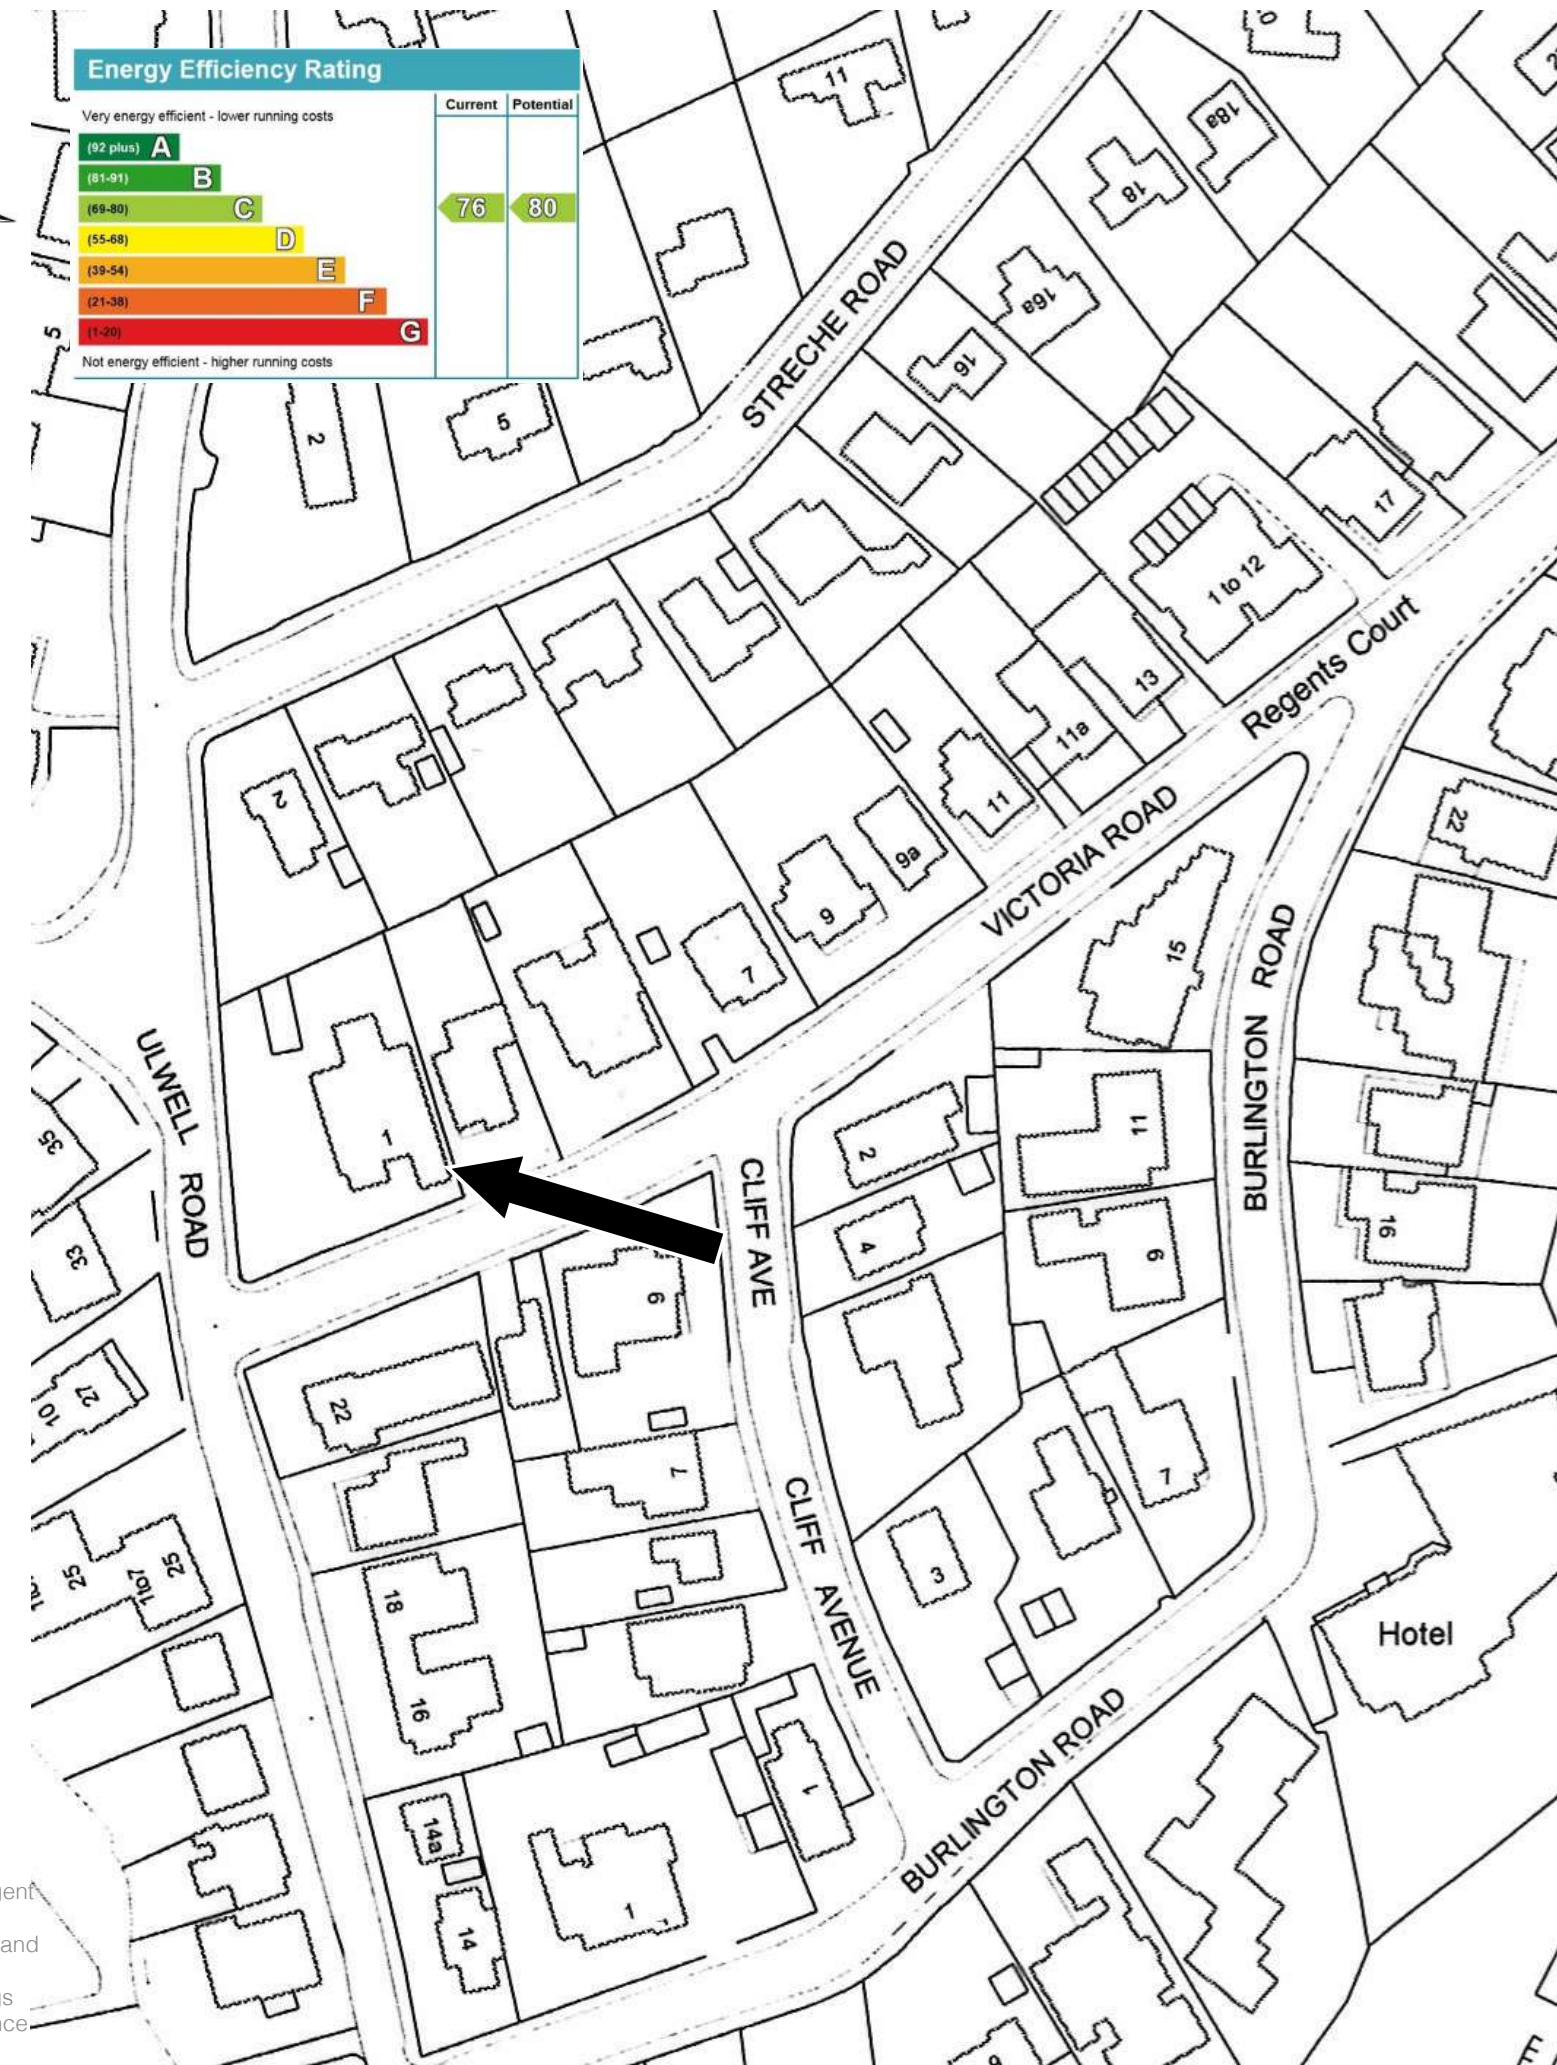 Energy Efficiency Rating
Current
Potential
Very energy efficient - lower running costs
(92 plus) A
(81-91) B
(69-80) C
76
80
(55-68) D
(39-54) E
(21-38) F
(1-20) G
Not energy efficient - higher running costs
11
18a
18
16a
16
5
2
5
STRECHE ROAD
17
1 to 12
Regents Court
13
11a
11
9a
9
7
2
VICTORIA ROAD
22
15
BURLINGTON ROAD
ULWELL ROAD
35
33
1
CLIFF AVE
2
4
11
9
16
6
27
10
22
7
7
CLIFF AVENUE
3
25
1to7
25
18
16
Hotel
1
BURLINGTON ROAD
14a
14
1
and